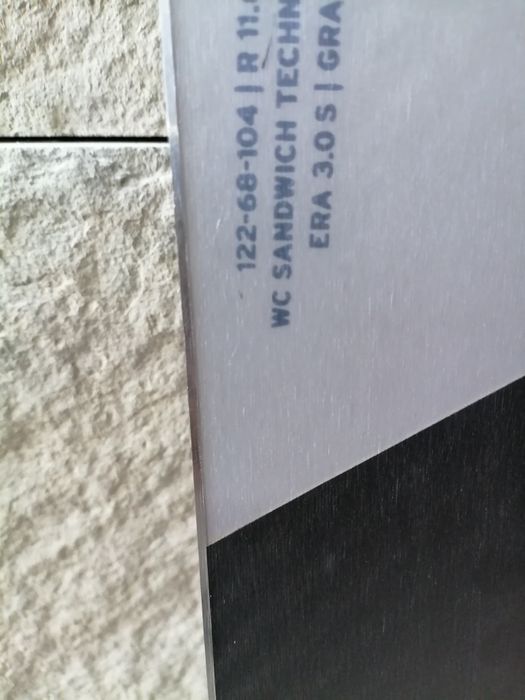 122-68-104 | R 11.
WC SANDWICH TECHN
ERA 3.0 S | GRA